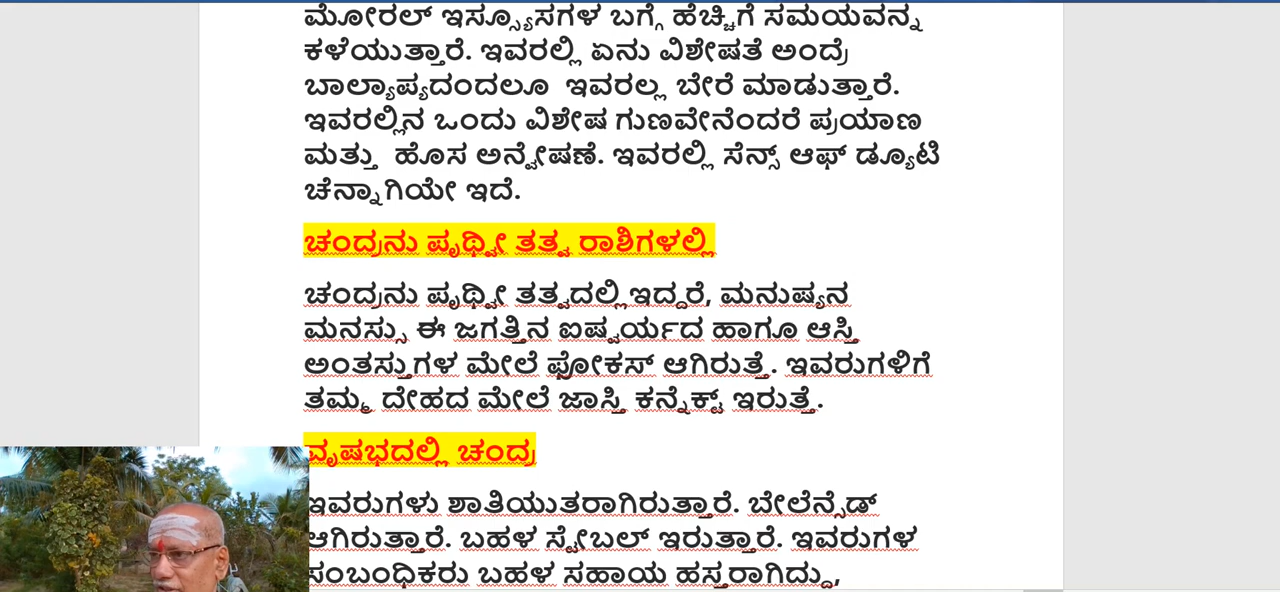 ಮೋರಲ್ ಇಸ್ಸ್ಯೂಸಗಳ ಬಗ್ಗೆ ಹೆಚ್ಚಿಗೆ ಸಮಯವನ್ನ
ಕಳೆಯುತ್ತಾರೆ. ಇವರಲ್ಲಿ ಏನು ವಿಶೇಷತೆ ಅಂದ್ರೆ
ಬಾಲ್ಯಾಪ್ಯದಂದಲೂ ಇವರಲ್ಲ ಬೇರೆ ಮಾಡುತ್ತಾರೆ.
ಇವರಲ್ಲಿನ ಒಂದು ವಿಶೇಷ ಗುಣವೇನೆಂದರೆ ಪ್ರಯಾಣ
ಮತ್ತು ಹೊಸ ಅನ್ವೇಷಣೆ. ಇವರಲ್ಲಿ ಸೆನ್ಸ್ ಆಫ್ ಡ್ಯೂಟಿ
ಚೆನ್ನಾಗಿಯೇ ಇದೆ.
ಚಂದ್ರನು ಪೃಥ್ವೀ ತತ್ವ ರಾಶಿಗಳಲ್ಲಿ
ಚಂದ್ರನು ಪೃಥ್ವೀ ತತ್ವದಲ್ಲಿ ಇದ್ದರೆ, ಮನುಷ್ಯನ
ಮನಸ್ಸು ಈ ಜಗತ್ತಿನ ಐಷ್ವರ್ಯದ ಹಾಗೂ ಆಸ್ತಿ
ಅಂತಸ್ತುಗಳ ಮೇಲೆ ಫೋಕಸ್ ಆಗಿರುತ್ತೆ. ಇವರುಗಳಿಗೆ
ತಮ್ಮ ದೇಹದ ಮೇಲೆ ಜಾಸ್ತಿ ಕನ್ನೆಕ್ಟ್ ಇರುತ್ತೆ.
ವೃಷಭದಲ್ಲಿ ಚಂದ್ರ
ಇವರುಗಳು ಶಾತಿಯುತರಾಗಿರುತ್ತಾರೆ. ಬೇಲೆನ್ಸೆಡ್
ಆಗಿರುತ್ತಾರೆ. ಬಹಳ ಸ್ಟೇಬಲ್ ಇರುತ್ತಾರೆ. ಇವರುಗಳ
ಸಂಬಂಧಿಕರು ಬಹಳ ಸಹಾಯ ಹಸ್ತರಾಗಿದ್ದು,